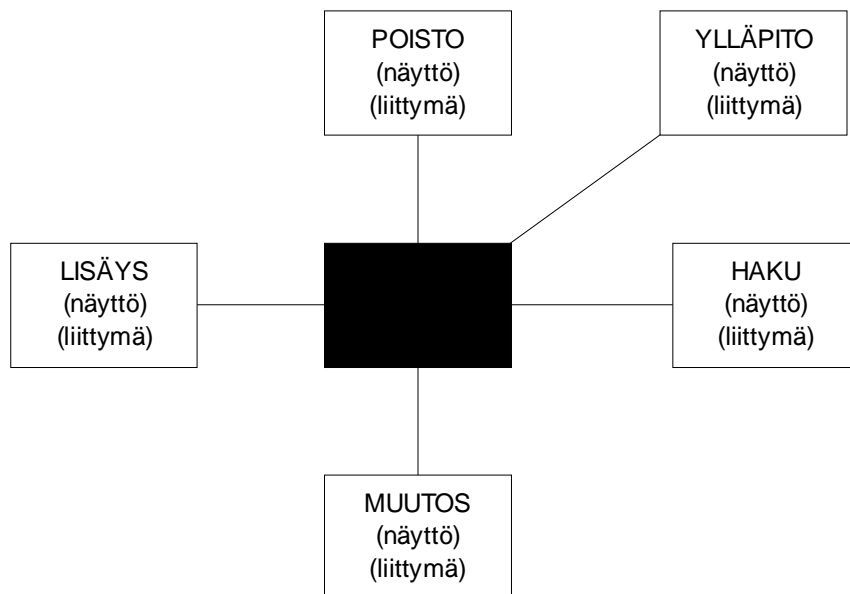 POISTO
(näyttö)
(liittymä)
YLLÄPITO
(näyttö)
(liittymä)
LISÄYS
(näyttö)
(liittymä)
HAKU
(näyttö)
(liittymä)
MUUTOS
(näyttö)
(liittymä)